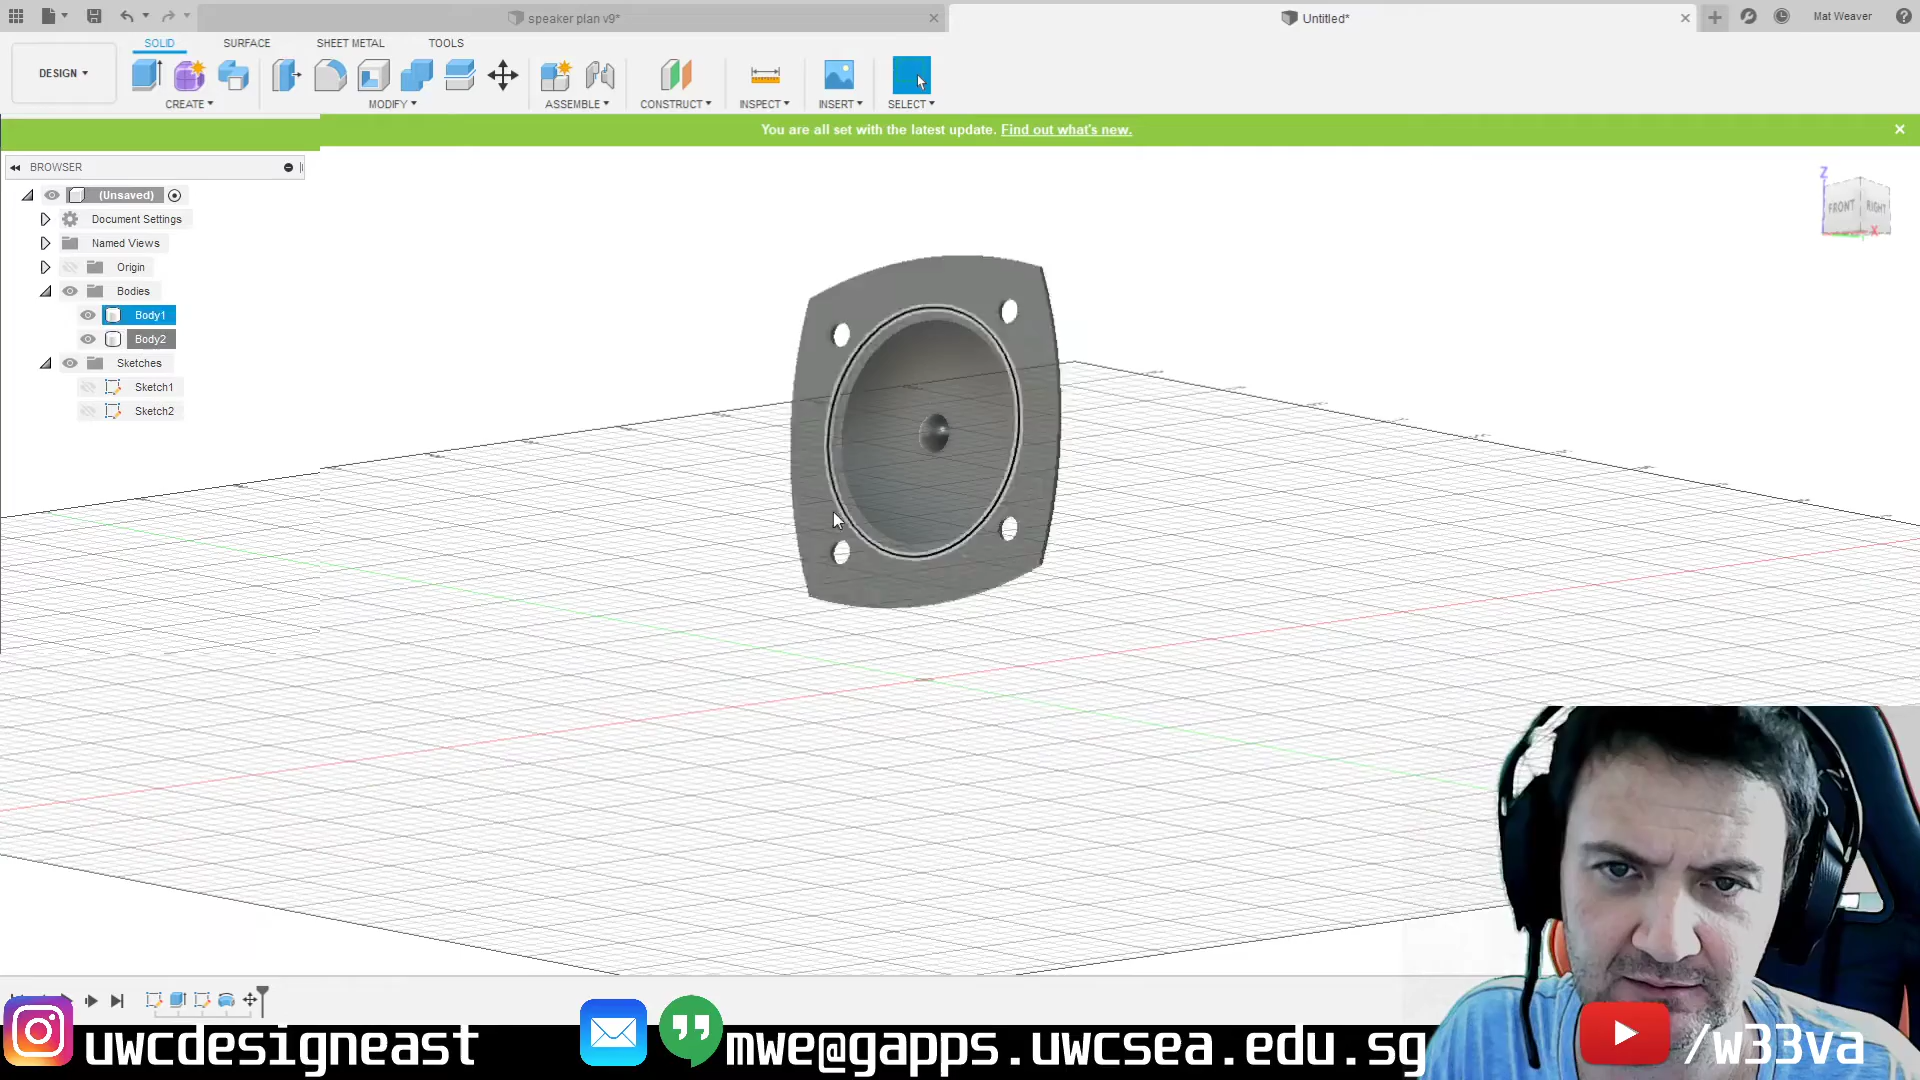 speaker plan v9*
Untitled*
Mat Weaver
DESIGN
SOLID
SURFACE
SHEET METAL
TOOLS
CREATE
MODIFY
ASSEMBLE
CONSTRUCT
INSPECT
INSERT
SELECT
You are all set with the latest update. Find out what's new.
BROWSER
(Unsaved)
Document Settings
Named Views
Origin
Bodies
Body1
Body2
Sketches
Sketch1
Sketch2
Z
FRONT
RIGHT
X
uwcdesigneast
mwe@gapps.uwcsea.edu.sg
/w33va